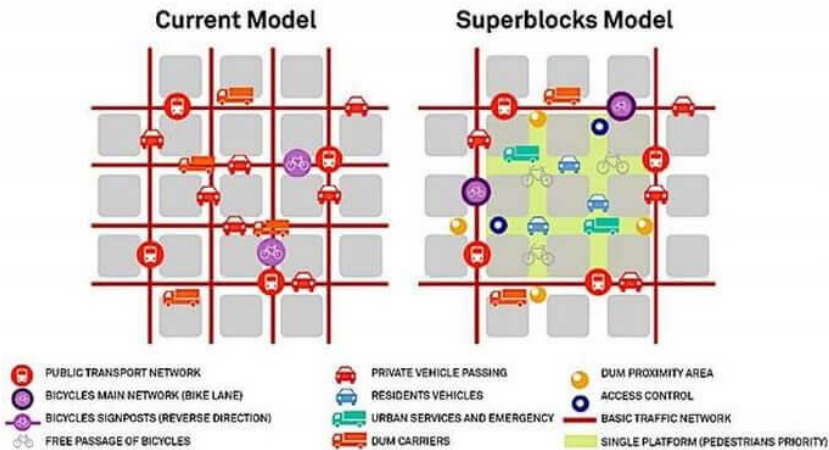 Current Model
Superblocks Model
PUBLIC TRANSPORT NETWORK
BICYCLES MAIN NETWORK (BIKE LANE)
BICYCLES SIGNPOSTS (REVERSE DIRECTION)
FREE PASSAGE OF BICYCLES
PRIVATE VEHICLE PASSING
RESIDENTS VEHICLES
URBAN SERVICES AND EMERGENCY
DUM CARRIERS
DUM PROXIMITY AREA
ACCESS CONTROL
BASIC TRAFFIC NETWORK
SINGLE PLATFORM (PEDESTRIANS PRIORITY)